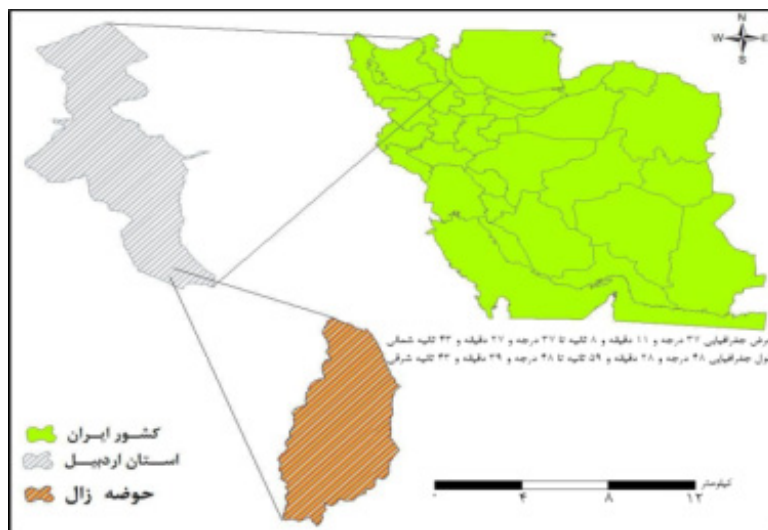 N
W E
S
عرض جغرافیایی ۳۷ درجه و ۱۱ دقیقه و ۸ ثانیه تا ۳۷ درجه و ۲۷ دقیقه و ۴۳ ثانیه شمالی
طول جغرافیایی ۴۸ درجه و ۲۸ دقیقه و ۵۹ ثانیه تا ۴۸ درجه و ۳۹ دقیقه و ۴۳ ثانیه شرقی
کشور ایران
استان اردبیل
حوضه زال
کیلومتر
۰ ۴ ۸ ۱۲